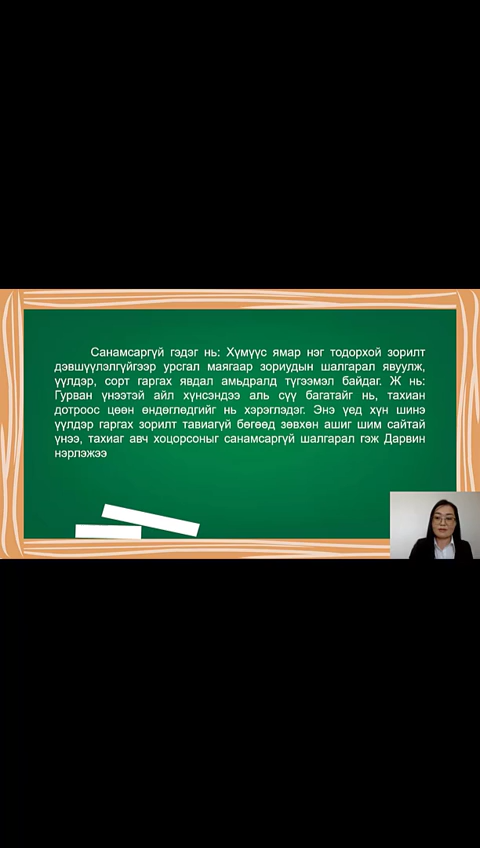 Санамсаргүй гэдэг нь: Хүмүүс ямар нэг тодорхой зорилт
дэвшүүлэлгүйгээр урсгал маягаар зориудын шалгарал явуулж,
үүлдэр, сорт гаргах явдал амьдралд түгээмэл байдаг. Ж нь:
Гурван үнээтэй айл хүнсэндээ аль сүү багатайг нь, тахиан
дотроос цөөн өндөглөдгийг нь хэрэглэдэг. Энэ үед хүн шинэ
үүлдэр гаргах зорилт тавиагүй бөгөөд зөвхөн ашиг шим сайтай
үнээ, тахиаг авч хоцорсоныг санамсаргүй шалгарал гэж Дарвин
нэрлэжээ